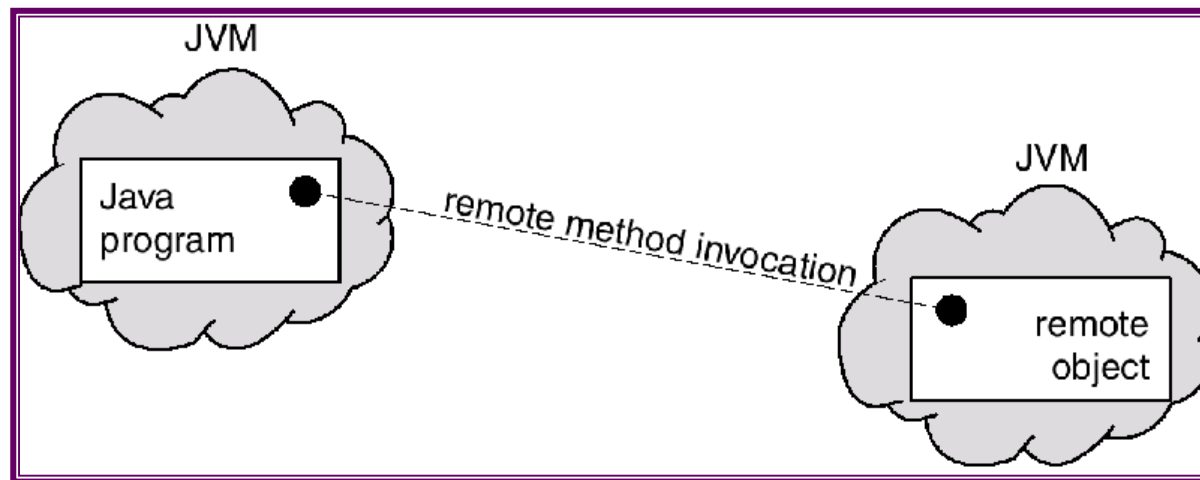 JVM
Java
program
remote method invocation
JVM
remote
object